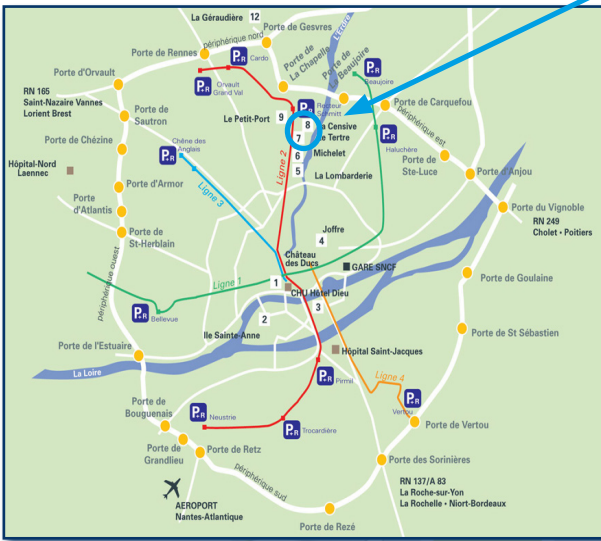 La Géraudière 12
Porte de Gesvres
périphérique nord
L'Erdre
Porte de Rennes
P+R Cardo
Porte de
La Chapelle
Porte de
Beaujoire
Porte d'Orvault
P+R Orvault
Grand Val
P+R Beaujoire
RN 165
Saint-Nazaire Vannes
Lorient Brest
P+R Recteur
Schmitt
Porte de Carquefou
Porte de
Sautron
Le Petit-Port 9
8 La Censive
7 le Tertre
périphérique est
Porte de Chézine
Chêne des
Anglais
P+R
6 Michelet
P+R Haluchère
Hôpital-Nord
Laennec
Ligne 2
5 La Lombarderie
Porte de
Ste-Luce
Porte d'Anjou
Porte d'Armor
Ligne 3
Porte
d'Atlantis
Porte du Vignoble
RN 249
Cholet • Poitiers
Porte de
St-Herblain
Joffre
4
Château
des Ducs
GARE SNCF
périphérique ouest
Ligne 1
1
CHU Hôtel Dieu
Porte de Goulaine
P+R Bellevue
2
3
Ile Sainte-Anne
Porte de St Sébastien
Porte de l'Estuaire
Hôpital Saint-Jacques
La Loire
P+R Pirmil
Ligne 4
P+R
Vertou
Porte de
Bouguenais
P+R Neustrie
P+R Trocardière
Porte de Vertou
Porte de
Grandlieu
Porte de Retz
Porte des Sorinières
périphérique sud
RN 137/A 83
La Roche-sur-Yon
La Rochelle • Niort-Bordeaux
AEROPORT
Nantes-Atlantique
Porte de Rezé